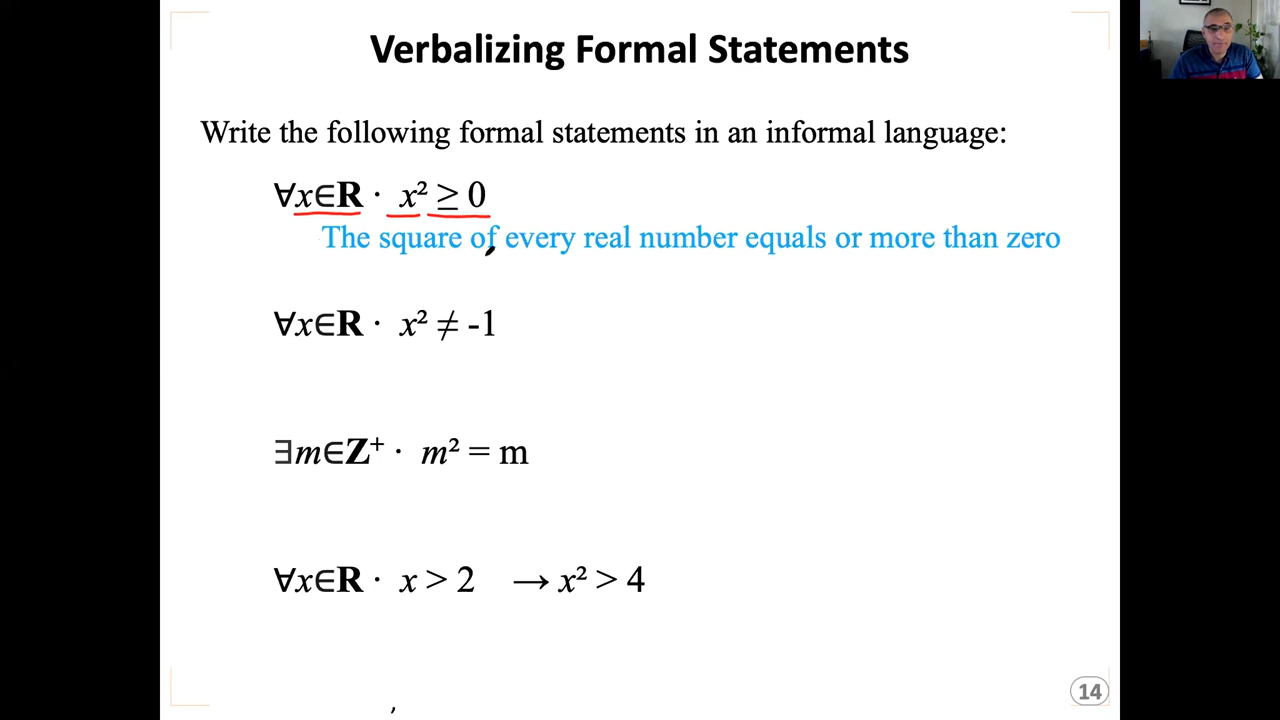 Verbalizing Formal Statements
Write the following formal statements in an informal language:
∀x∈R · x² ≥ 0
The square of every real number equals or more than zero
∀x∈R · x² ≠ -1
∃m∈Z⁺ · m² = m
∀x∈R · x > 2 → x² > 4
14